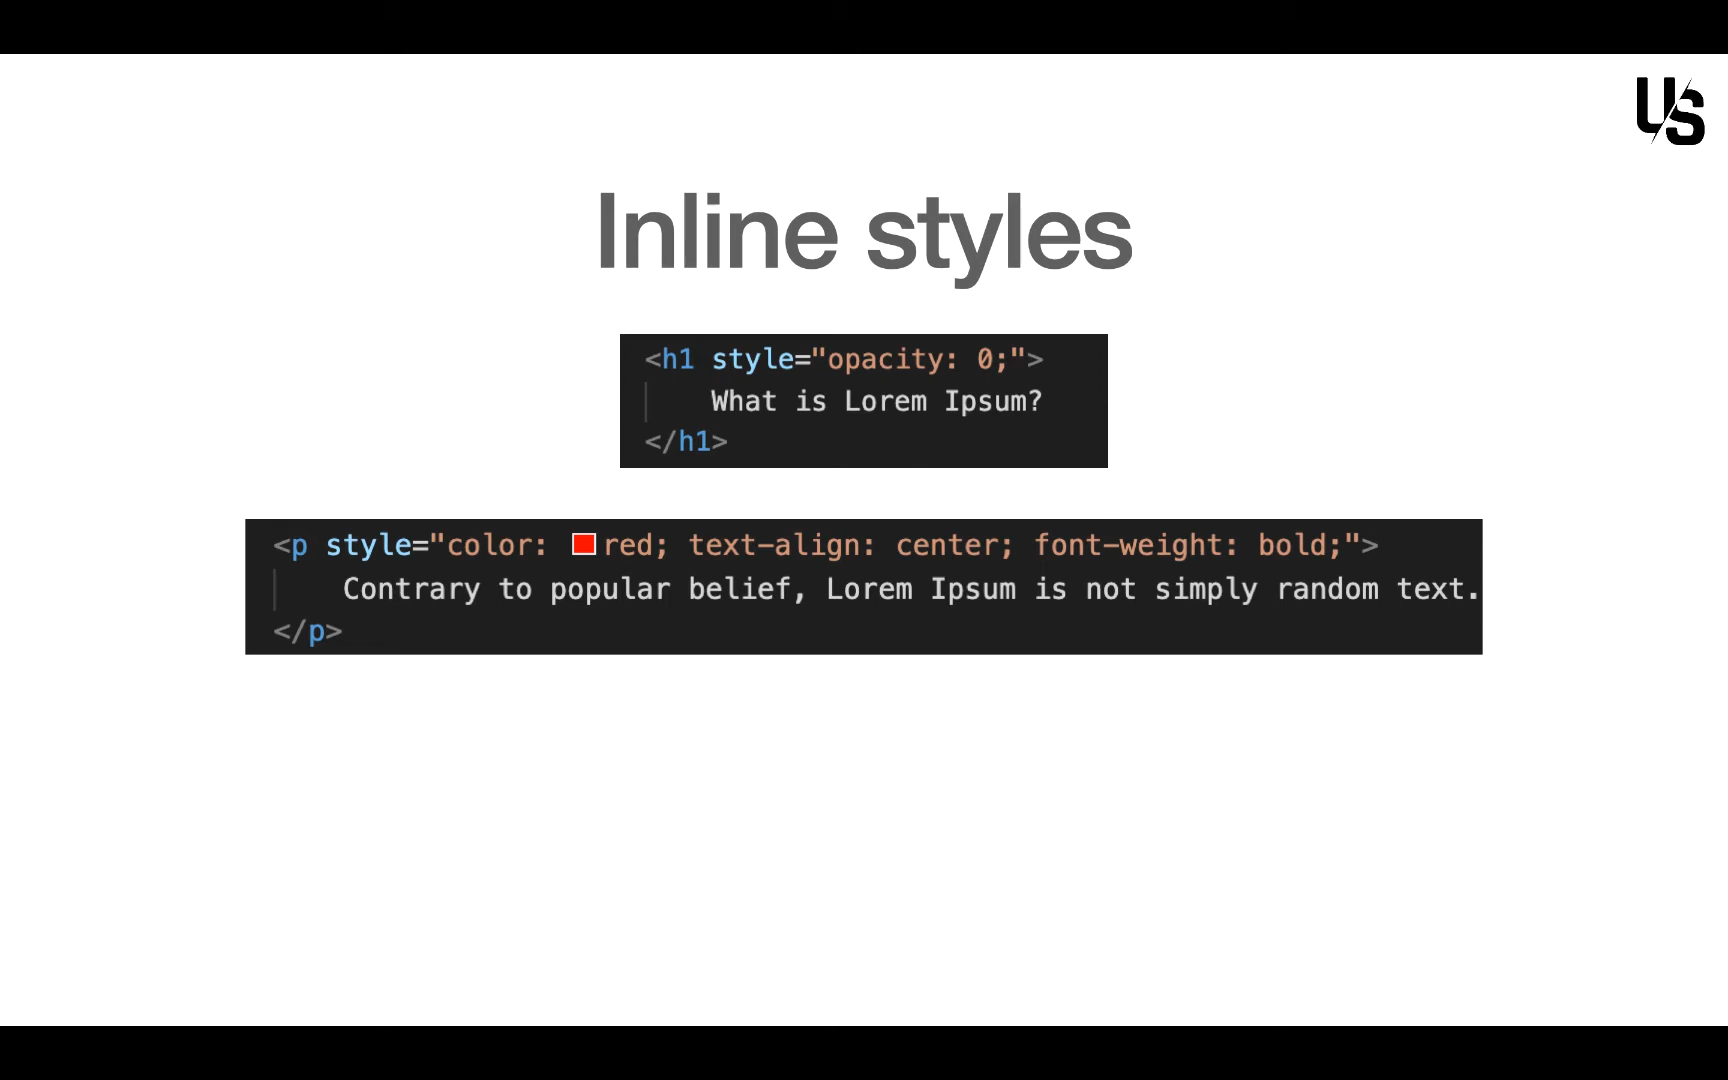 US
Inline styles
<h1 style="opacity: 0;">
What is Lorem Ipsum?
</h1>
<p style="color: red; text-align: center; font-weight: bold;">
Contrary to popular belief, Lorem Ipsum is not simply random text.
</p>